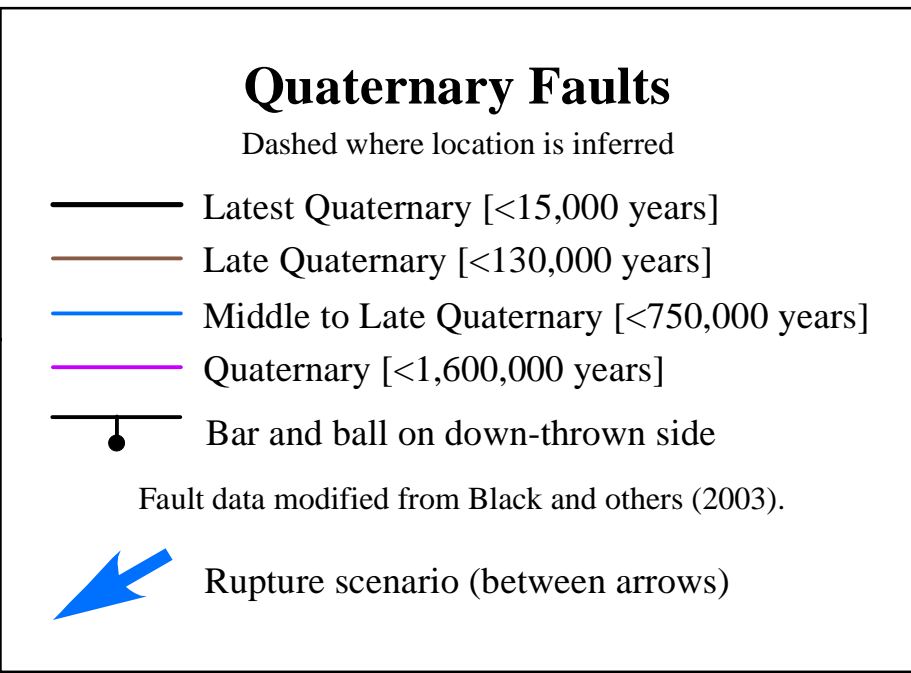 Quaternary Faults
Dashed where location is inferred
Latest Quaternary [<15,000 years]
Late Quaternary [<130,000 years]
Middle to Late Quaternary [<750,000 years]
Quaternary [<1,600,000 years]
Bar and ball on down-thrown side
Fault data modified from Black and others (2003).
Rupture scenario (between arrows)